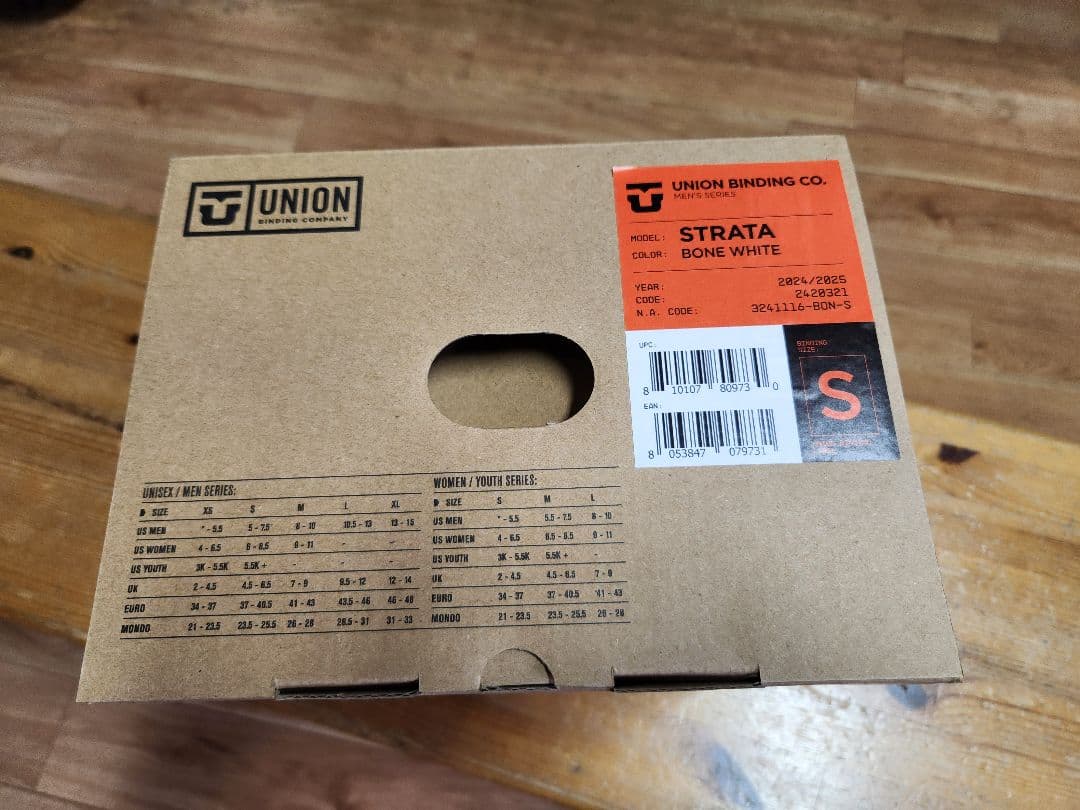 UNION
BINDING COMPANY
UNION BINDING CO.
MEN'S SERIES
MODEL: STRATA
COLOR: BONE WHITE
YEAR: 2024/2025
CODE: 2420321
N.A. CODE: 3241116-BON-S
UPC:
8 10107 80973 0
EAN:
8 053847 079731
BINDING SIZE:
S
UNISEX / MEN SERIES:
SIZE XS S M L XL
US MEN * - 5.5 5 - 7.5 8 - 10 10.5 - 13 13 - 15
US WOMEN 4 - 6.5 6 - 8.5 9 - 11 - -
US YOUTH 3K - 5.5K 5.5K + - - -
UK 2 - 4.5 4.5 - 6.5 7 - 9 9.5 - 12 12 - 14
EURO 34 - 37 37 - 40.5 41 - 43 43.5 - 46 46 - 48
MONDO 21 - 23.5 23.5 - 25.5 26 - 28 28.5 - 31 31 - 33
WOMEN / YOUTH SERIES:
SIZE S M L
US MEN * - 5.5 5.5 - 7.5 8 - 10
US WOMEN 4 - 6.5 6.5 - 8.5 9 - 11
US YOUTH 3K - 5.5K 5.5K + -
UK 2 - 4.5 4.5 - 6.5 7 - 9
EURO 34 - 37 37 - 40.5 41 - 43
MONDO 21 - 23.5 23.5 - 25.5 26 - 28